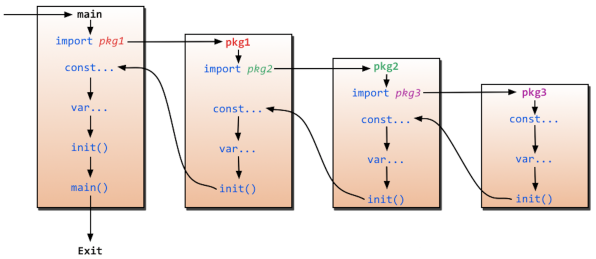 main
import pkg1
const...
var...
init()
main()
Exit
pkg1
import pkg2
const...
var...
init()
pkg2
import pkg3
const...
var...
init()
pkg3
const...
var...
init()